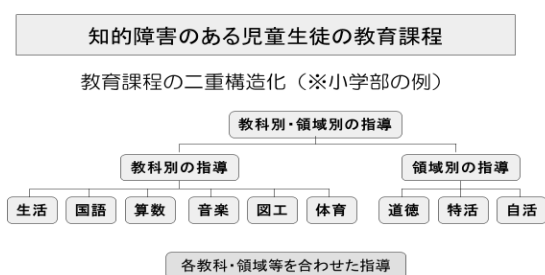 知的障害のある児童生徒の教育課程
教育課程の二重構造化（※小学部の例）
教科別・領域別の指導
教科別の指導
領域別の指導
生活
国語
算数
音楽
図工
体育
道徳
特活
自活
各教科・領域等を合わせた指導